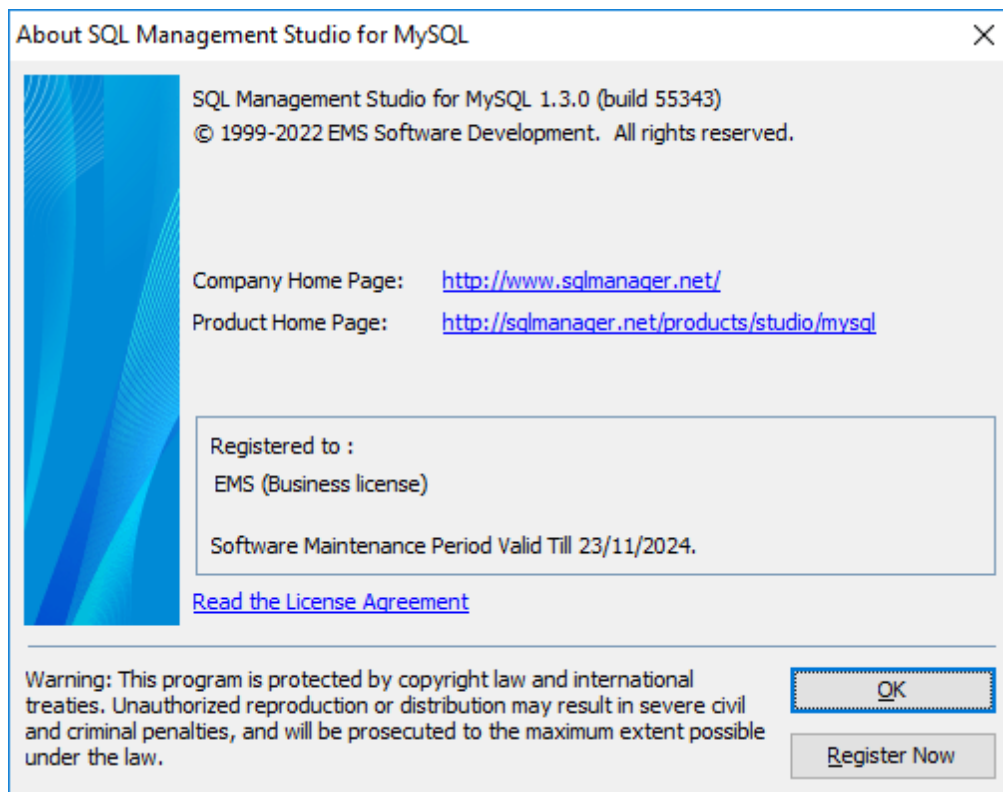 About SQL Management Studio for MySQL
SQL Management Studio for MySQL 1.3.0 (build 55343)
© 1999-2022 EMS Software Development.  All rights reserved.
Company Home Page: http://www.sqlmanager.net/
Product Home Page: http://sqlmanager.net/products/studio/mysql
Registered to :
EMS (Business license)
Software Maintenance Period Valid Till 23/11/2024.
Read the License Agreement
Warning: This program is protected by copyright law and international
treaties. Unauthorized reproduction or distribution may result in severe civil
and criminal penalties, and will be prosecuted to the maximum extent possible
under the law.
OK
Register Now